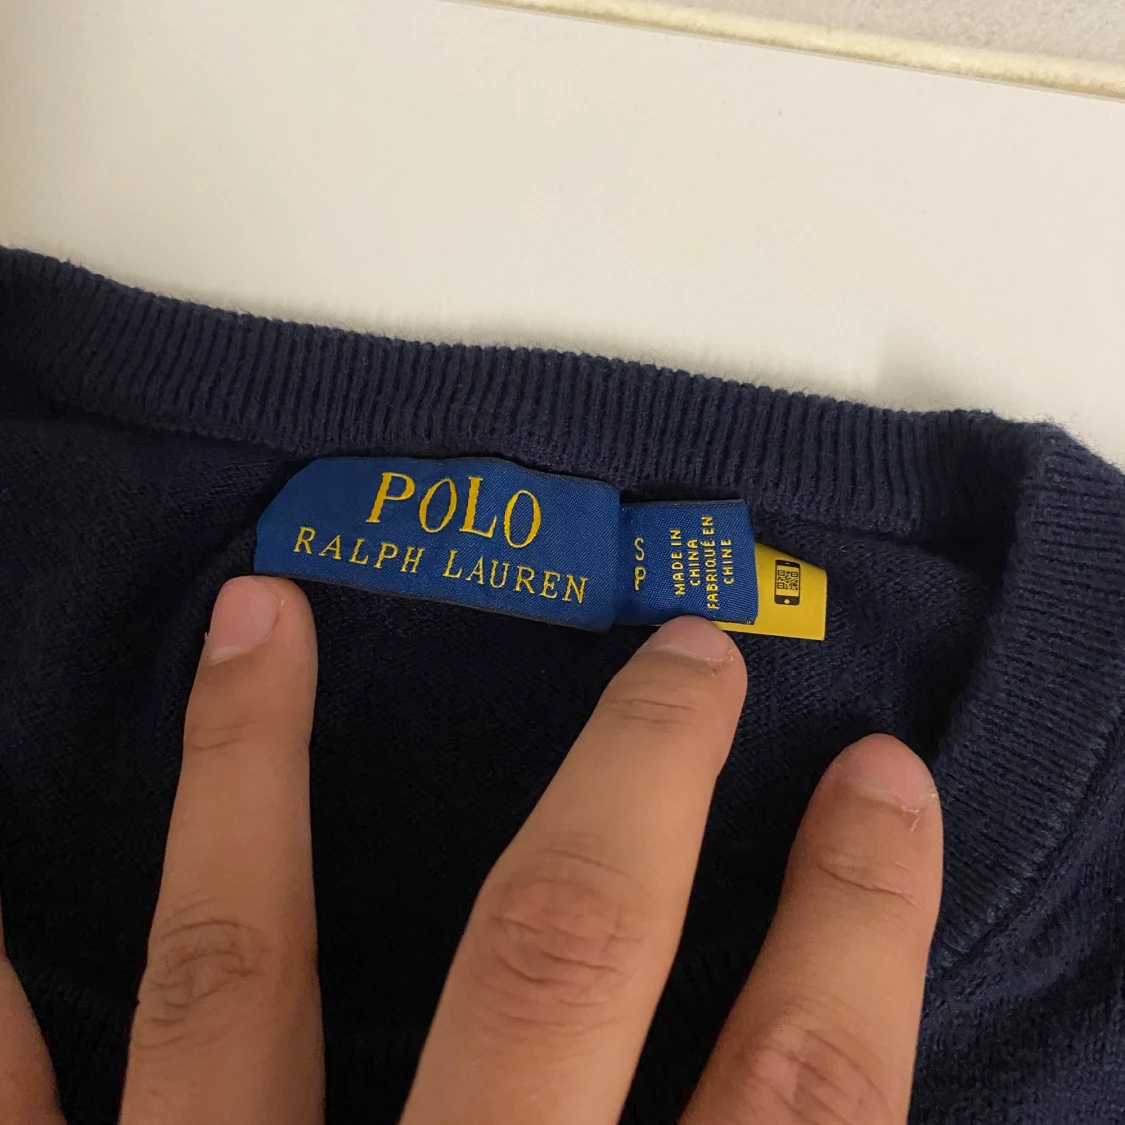 POLO
RALPH LAUREN
S
P
MADE IN
CHINA
FABRIQUÉ EN
CHINE